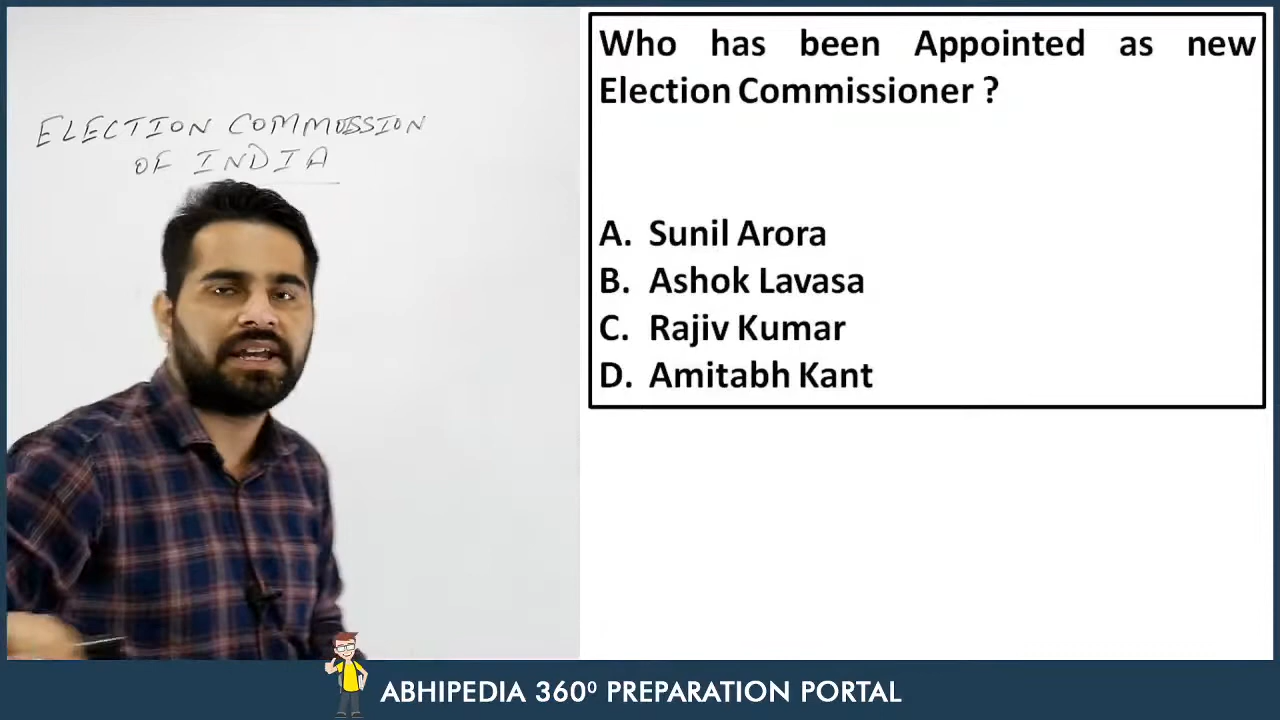 ELECTION COMMISSION
OF INDIA
Who has been Appointed as new
Election Commissioner ?
A. Sunil Arora
B. Ashok Lavasa
C. Rajiv Kumar
D. Amitabh Kant
ABHIPEDIA 360⁰ PREPARATION PORTAL